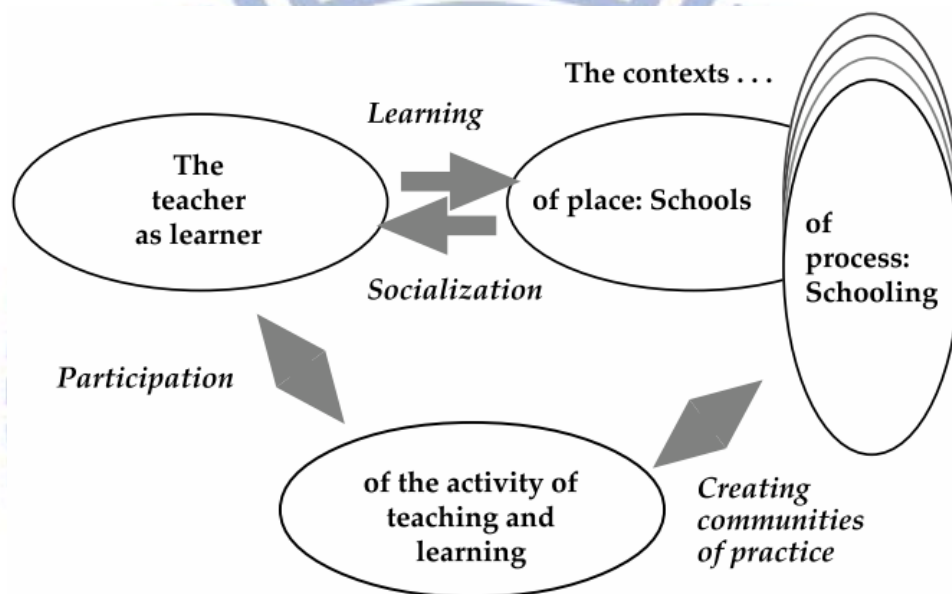 The contexts . . .
Learning
The
teacher
as learner
of place: Schools
of
process:
Schooling
Socialization
Participation
of the activity of
teaching and
learning
Creating
communities
of practice